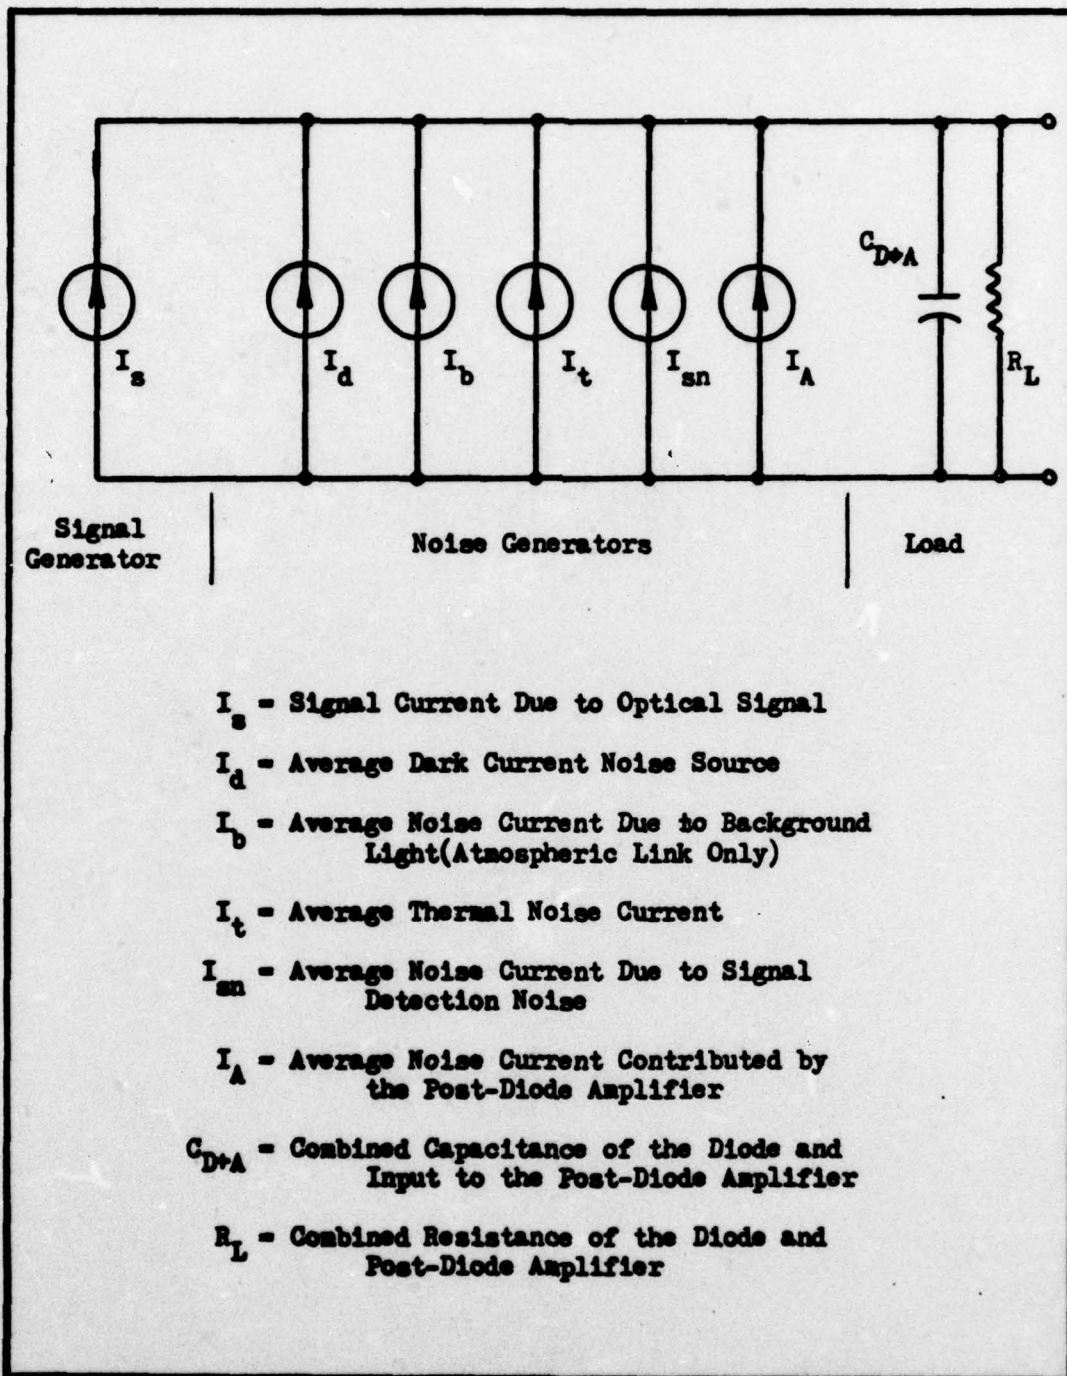 C_D+A
I_s I_d I_b I_t I_sn I_A R_L
Signal
Generator
Noise Generators
Load
I_s = Signal Current Due to Optical Signal
I_d = Average Dark Current Noise Source
I_b = Average Noise Current Due to Background
Light(Atmospheric Link Only)
I_t = Average Thermal Noise Current
I_sn = Average Noise Current Due to Signal
Detection Noise
I_A = Average Noise Current Contributed by
the Post-Diode Amplifier
C_D+A = Combined Capacitance of the Diode and
Input to the Post-Diode Amplifier
R_L = Combined Resistance of the Diode and
Post-Diode Amplifier